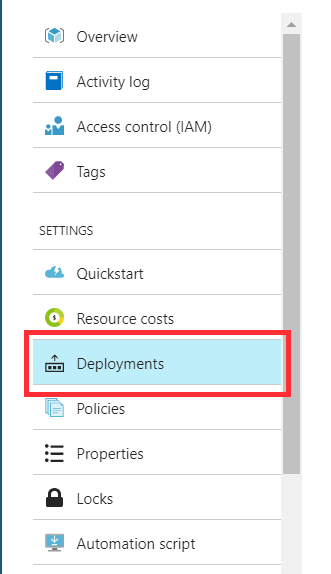 Overview
Activity log
Access control (IAM)
Tags
SETTINGS
Quickstart
Resource costs
Deployments
Policies
Properties
Locks
Automation script